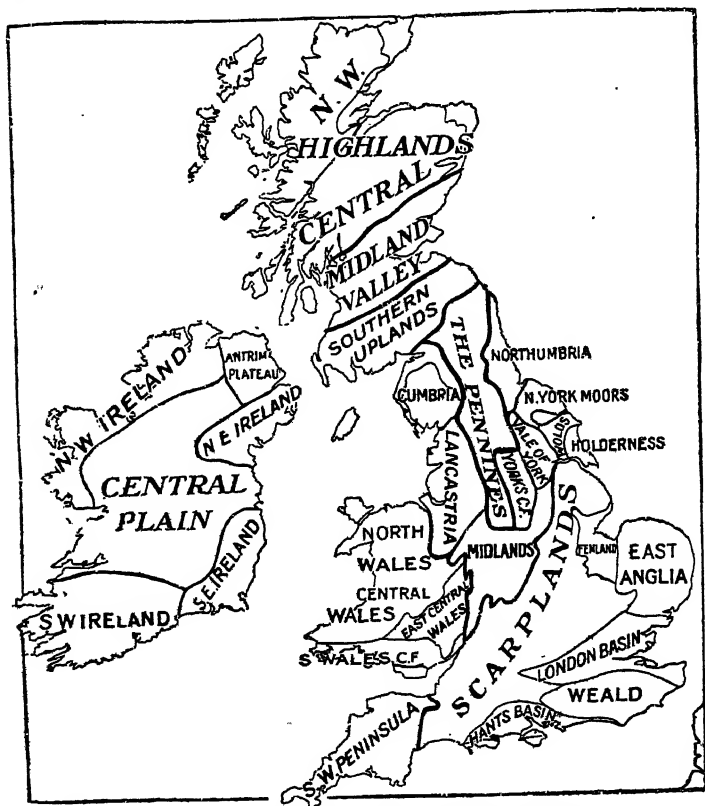 N.W.
HIGHLANDS
CENTRAL
MIDLAND
VALLEY
SOUTHERN
UPLANDS
N.W IRELAND
ANTRIM
PLATEAU
N E IRELAND
CENTRAL
PLAIN
S.E.IRELAND
S W IRELAND
THE PENNINES
NORTHUMBRIA
CUMBRIA
N.YORK MOORS
VALE OF
YORK
WOLDS
HOLDERNESS
LANCASTRIA
YORKS C.F.
NORTH
WALES
MIDLANDS
FENLAND
EAST
ANGLIA
CENTRAL
WALES
EAST CENTRAL
WALES
S WALES C.F.
SCARPLANDS
LONDON BASIN
WEALD
HANTS BASIN
S.W PENINSULA